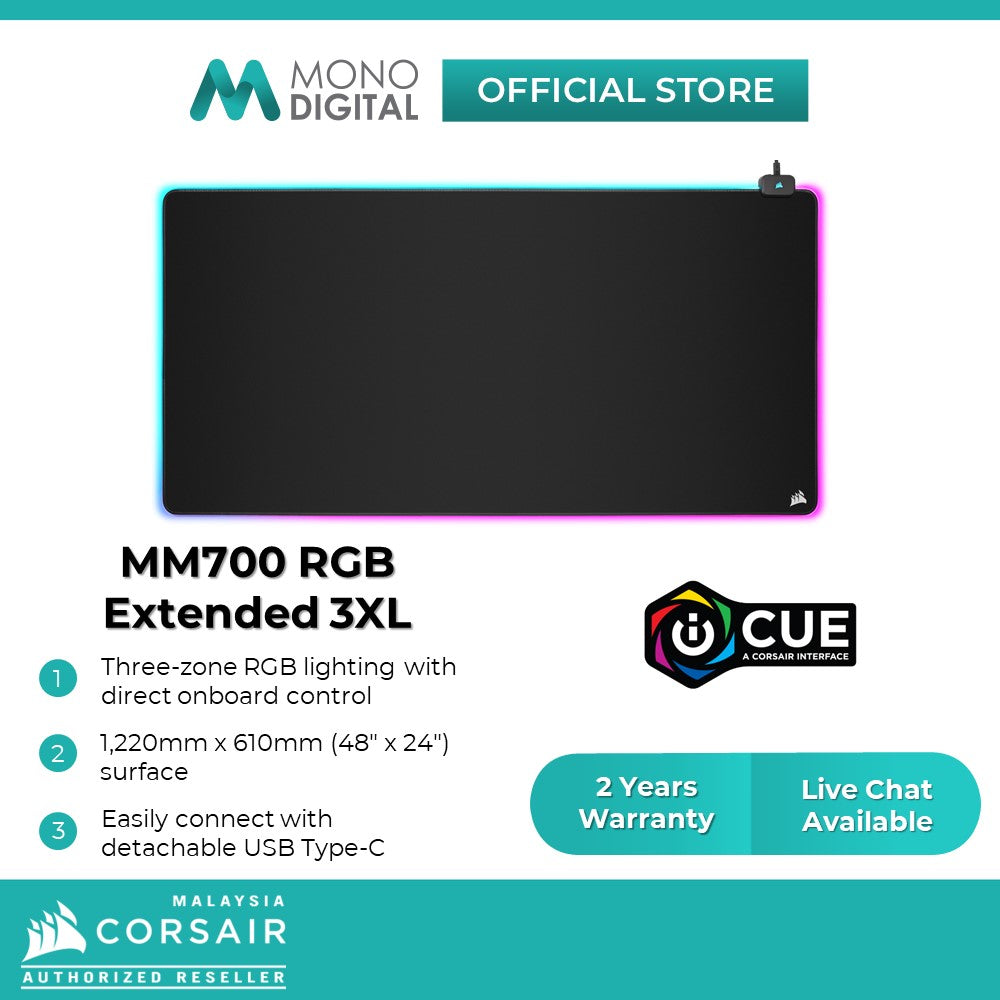 MONO
DIGITAL
OFFICIAL STORE
MM700 RGB
Extended 3XL
1
Three-zone RGB lighting with
direct onboard control
2
1,220mm x 610mm (48" x 24")
surface
3
Easily connect with
detachable USB Type-C
iCUE
A CORSAIR INTERFACE
2 Years
Warranty
Live Chat
Available
MALAYSIA
CORSAIR
AUTHORIZED RESELLER